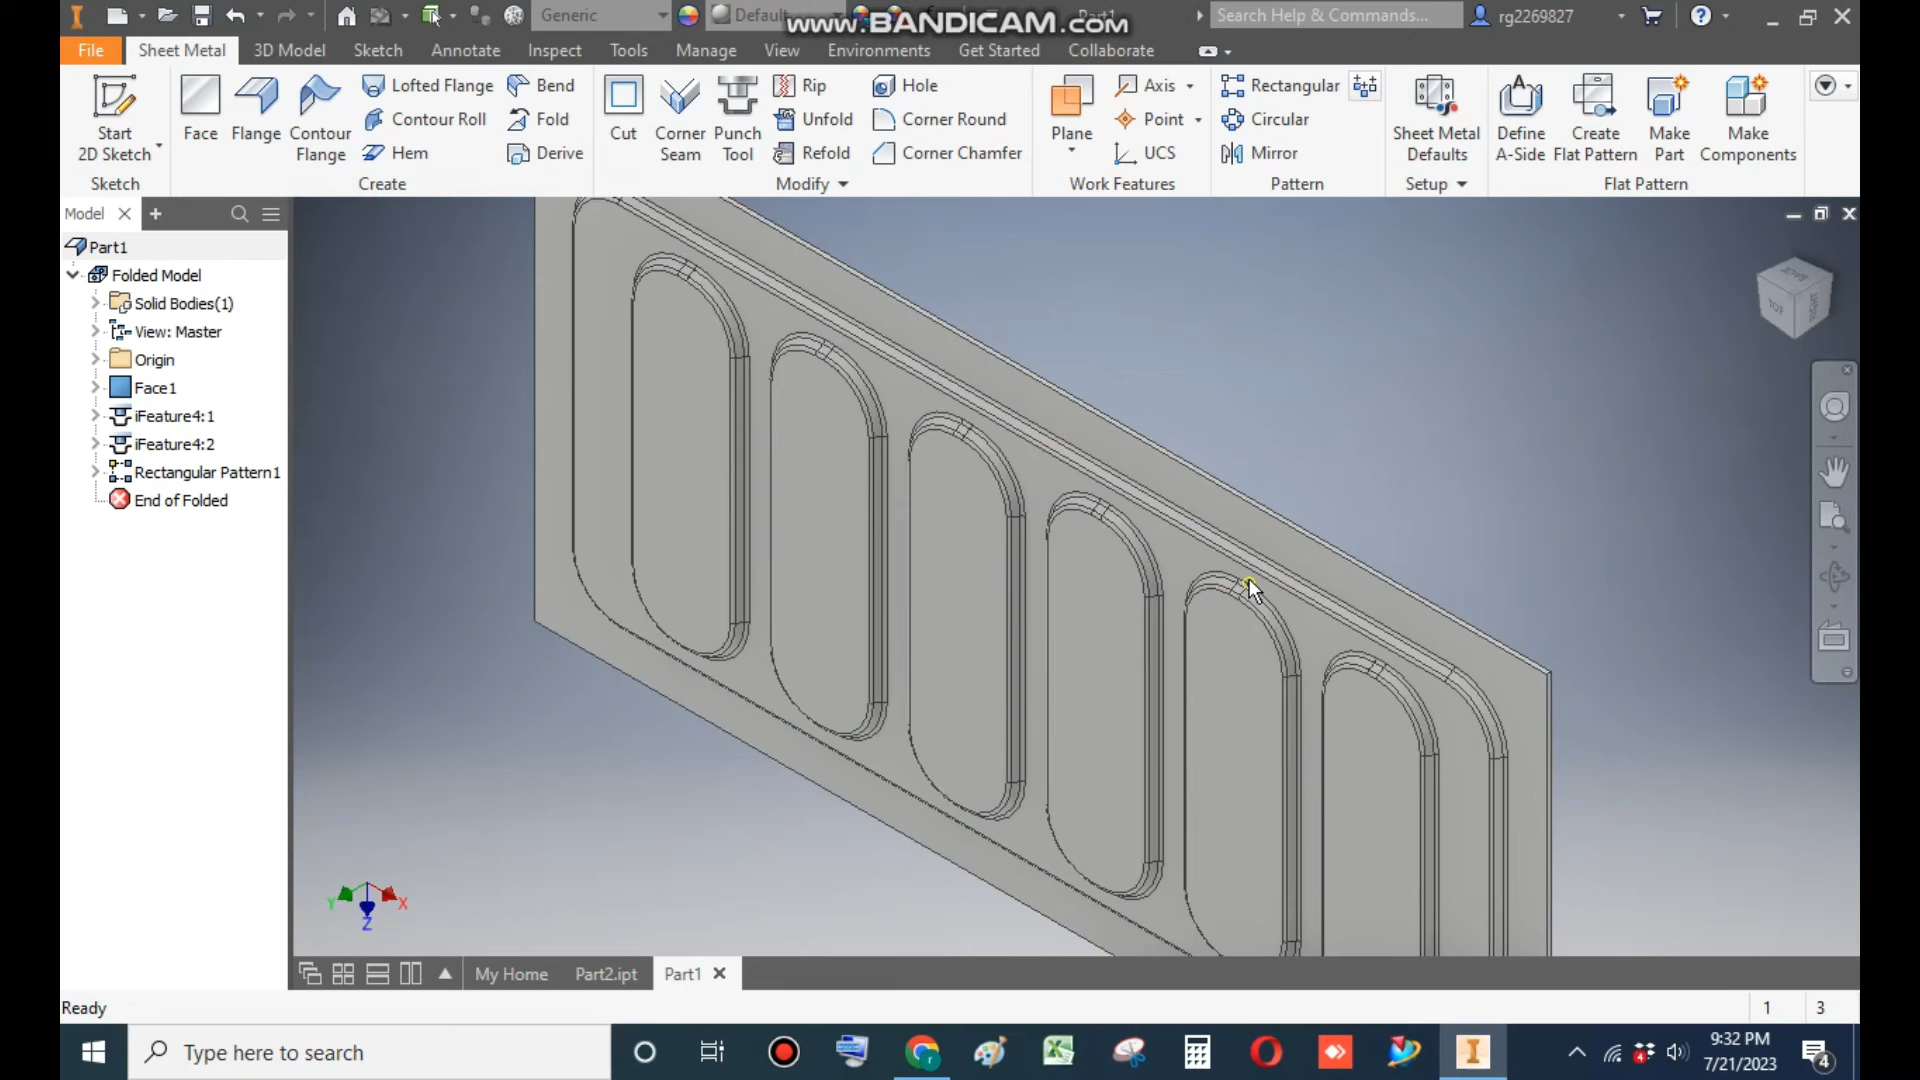 Generic
Default
www.BANDICAM.com
Part1
Search Help & Commands...
rg2269827
File
Sheet Metal
3D Model
Sketch
Annotate
Inspect
Tools
Manage
View
Environments
Get Started
Collaborate
Start
2D Sketch
Face
Flange
Contour
Flange
Lofted Flange
Contour Roll
Hem
Bend
Fold
Derive
Cut
Corner
Seam
Punch
Tool
Rip
Unfold
Refold
Hole
Corner Round
Corner Chamfer
Plane
Axis
Point
UCS
Rectangular
Circular
Mirror
Sheet Metal
Defaults
Define
A-Side
Create
Flat Pattern
Make
Part
Make
Components
Sketch
Create
Modify
Work Features
Pattern
Setup
Flat Pattern
Model
Part1
Folded Model
Solid Bodies(1)
View: Master
Origin
Face1
iFeature4:1
iFeature4:2
Rectangular Pattern1
End of Folded
BACK
TOP
RIGHT
Y
X
Z
My Home
Part2.ipt
Part1
Ready
1
3
Type here to search
9:32 PM
7/21/2023
4